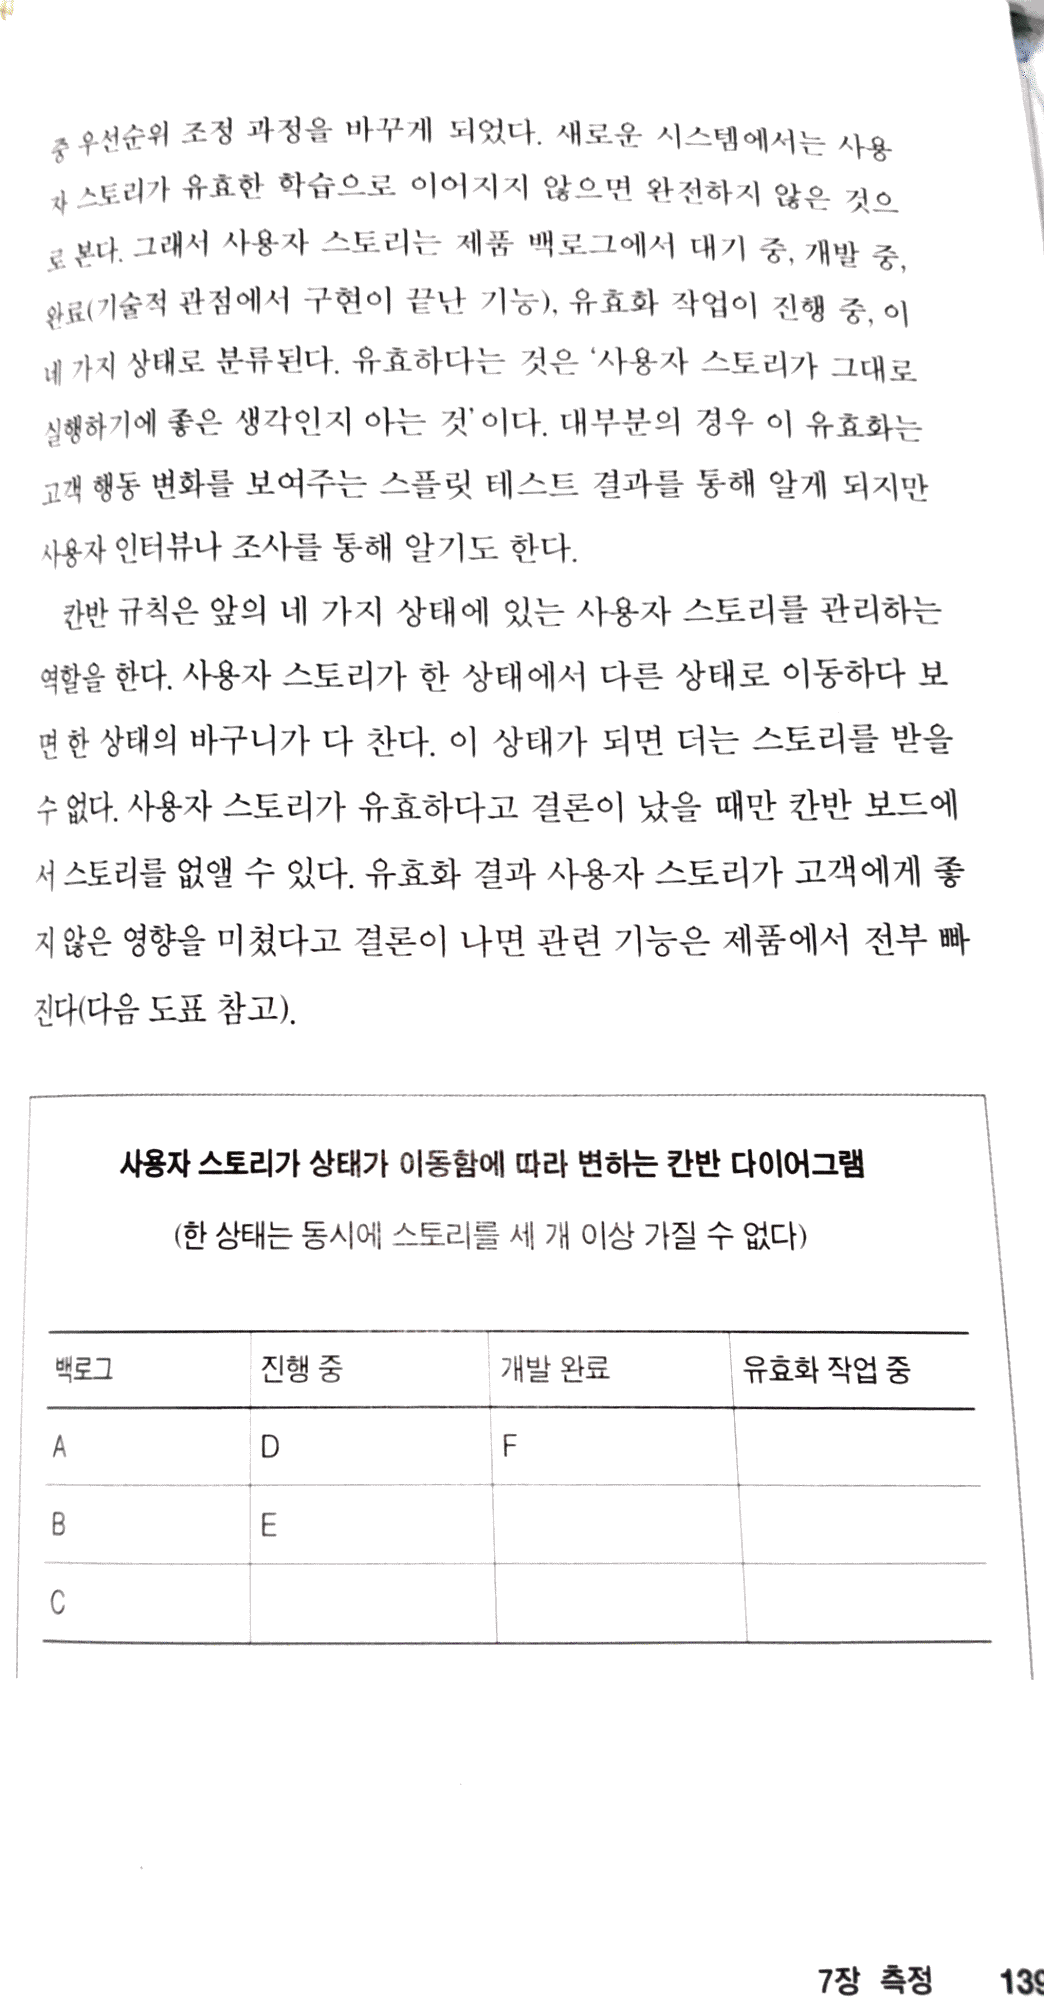 중 우선순위 조정 과정을 바꾸게 되었다. 새로운 시스템에서는 사용
자 스토리가 유효한 학습으로 이어지지 않으면 완전하지 않은 것으
로 본다. 그래서 사용자 스토리는 제품 백로그에서 대기 중, 개발 중,
완료(기술적 관점에서 구현이 끝난 기능), 유효화 작업이 진행 중, 이
네 가지 상태로 분류된다. 유효하다는 것은 ‘사용자 스토리가 그대로
실행하기에 좋은 생각인지 아는 것’이다. 대부분의 경우 이 유효화는
고객 행동 변화를 보여주는 스플릿 테스트 결과를 통해 알게 되지만
사용자 인터뷰나 조사를 통해 알기도 한다.
칸반 규칙은 앞의 네 가지 상태에 있는 사용자 스토리를 관리하는
역할을 한다. 사용자 스토리가 한 상태에서 다른 상태로 이동하다 보
면 한 상태의 바구니가 다 찬다. 이 상태가 되면 더는 스토리를 받을
수 없다. 사용자 스토리가 유효하다고 결론이 났을 때만 칸반 보드에
서 스토리를 없앨 수 있다. 유효화 결과 사용자 스토리가 고객에게 좋
지 않은 영향을 미쳤다고 결론이 나면 관련 기능은 제품에서 전부 빠
진다(다음 도표 참고).
사용자 스토리가 상태가 이동함에 따라 변하는 칸반 다이어그램
(한 상태는 동시에 스토리를 세 개 이상 가질 수 없다)
백로그 진행 중 개발 완료 유효화 작업 중
A D F
B E
C
7장 측정 139